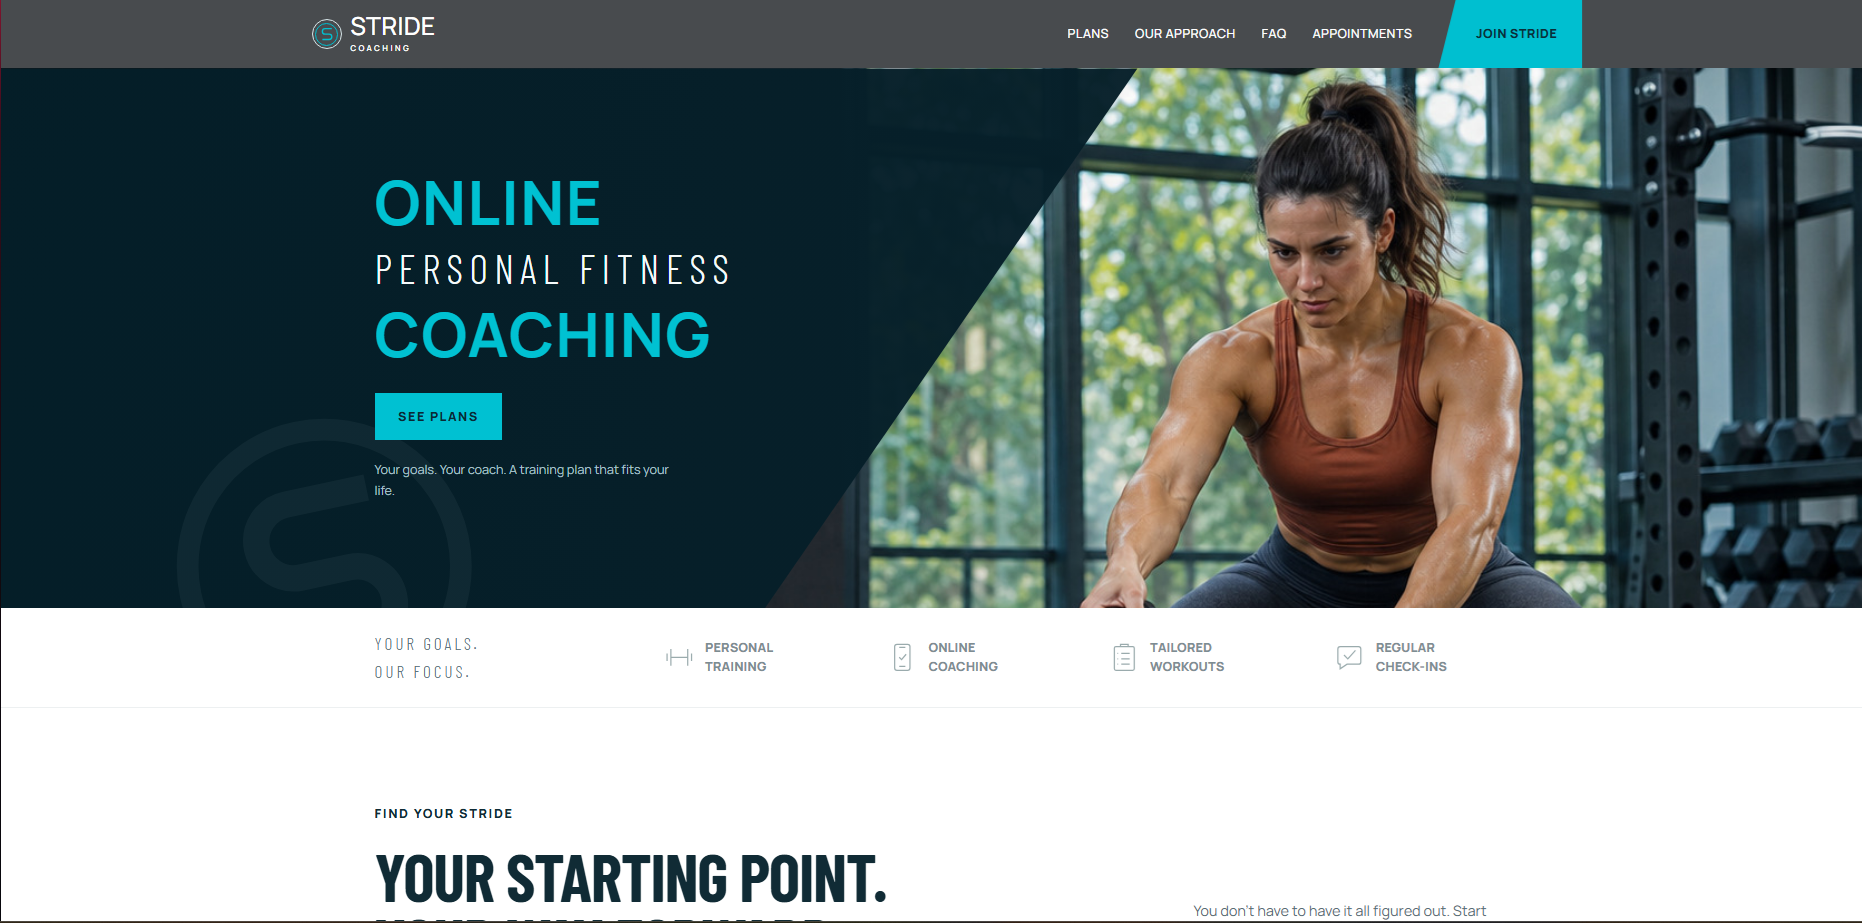 STRIDE
COACHING
PLANS OUR APPROACH FAQ APPOINTMENTS JOIN STRIDE
ONLINE
PERSONAL FITNESS
COACHING
SEE PLANS
Your goals. Your coach. A training plan that fits your
life.
YOUR GOALS.
OUR FOCUS.
PERSONAL
TRAINING
ONLINE
COACHING
TAILORED
WORKOUTS
REGULAR
CHECK-INS
FIND YOUR STRIDE
YOUR STARTING POINT.
You don't have to have it all figured out. Start